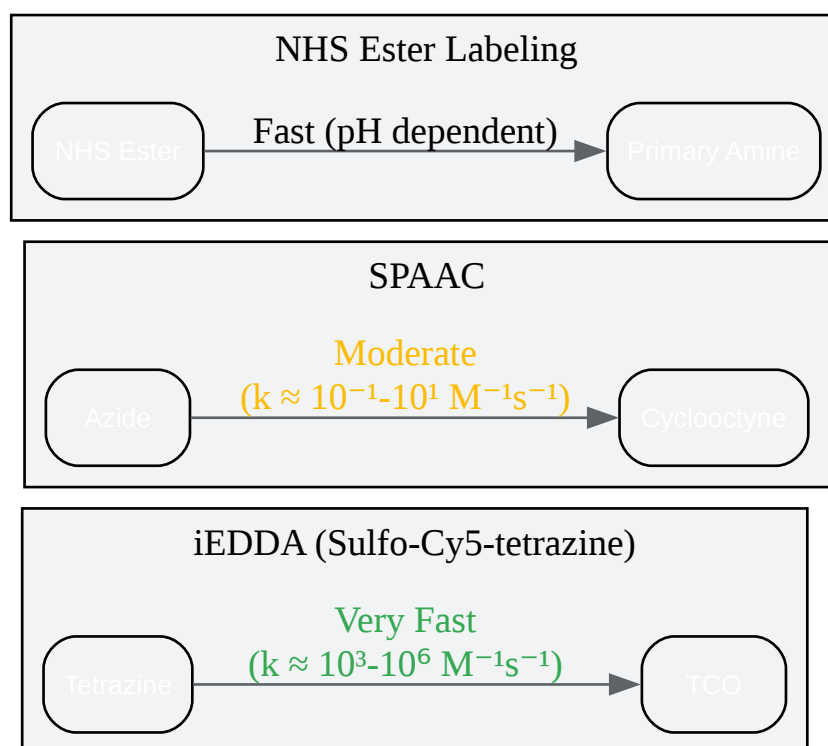 NHS Ester Labeling
NHS Ester
Fast (pH dependent)
Primary Amine
SPAAC
Moderate
(k ≈ 10⁻¹-10¹ M⁻¹s⁻¹)
Azide
Cyclooctyne
iEDDA (Sulfo-Cy5-tetrazine)
Very Fast
(k ≈ 10³-10⁶ M⁻¹s⁻¹)
Tetrazine
TCO